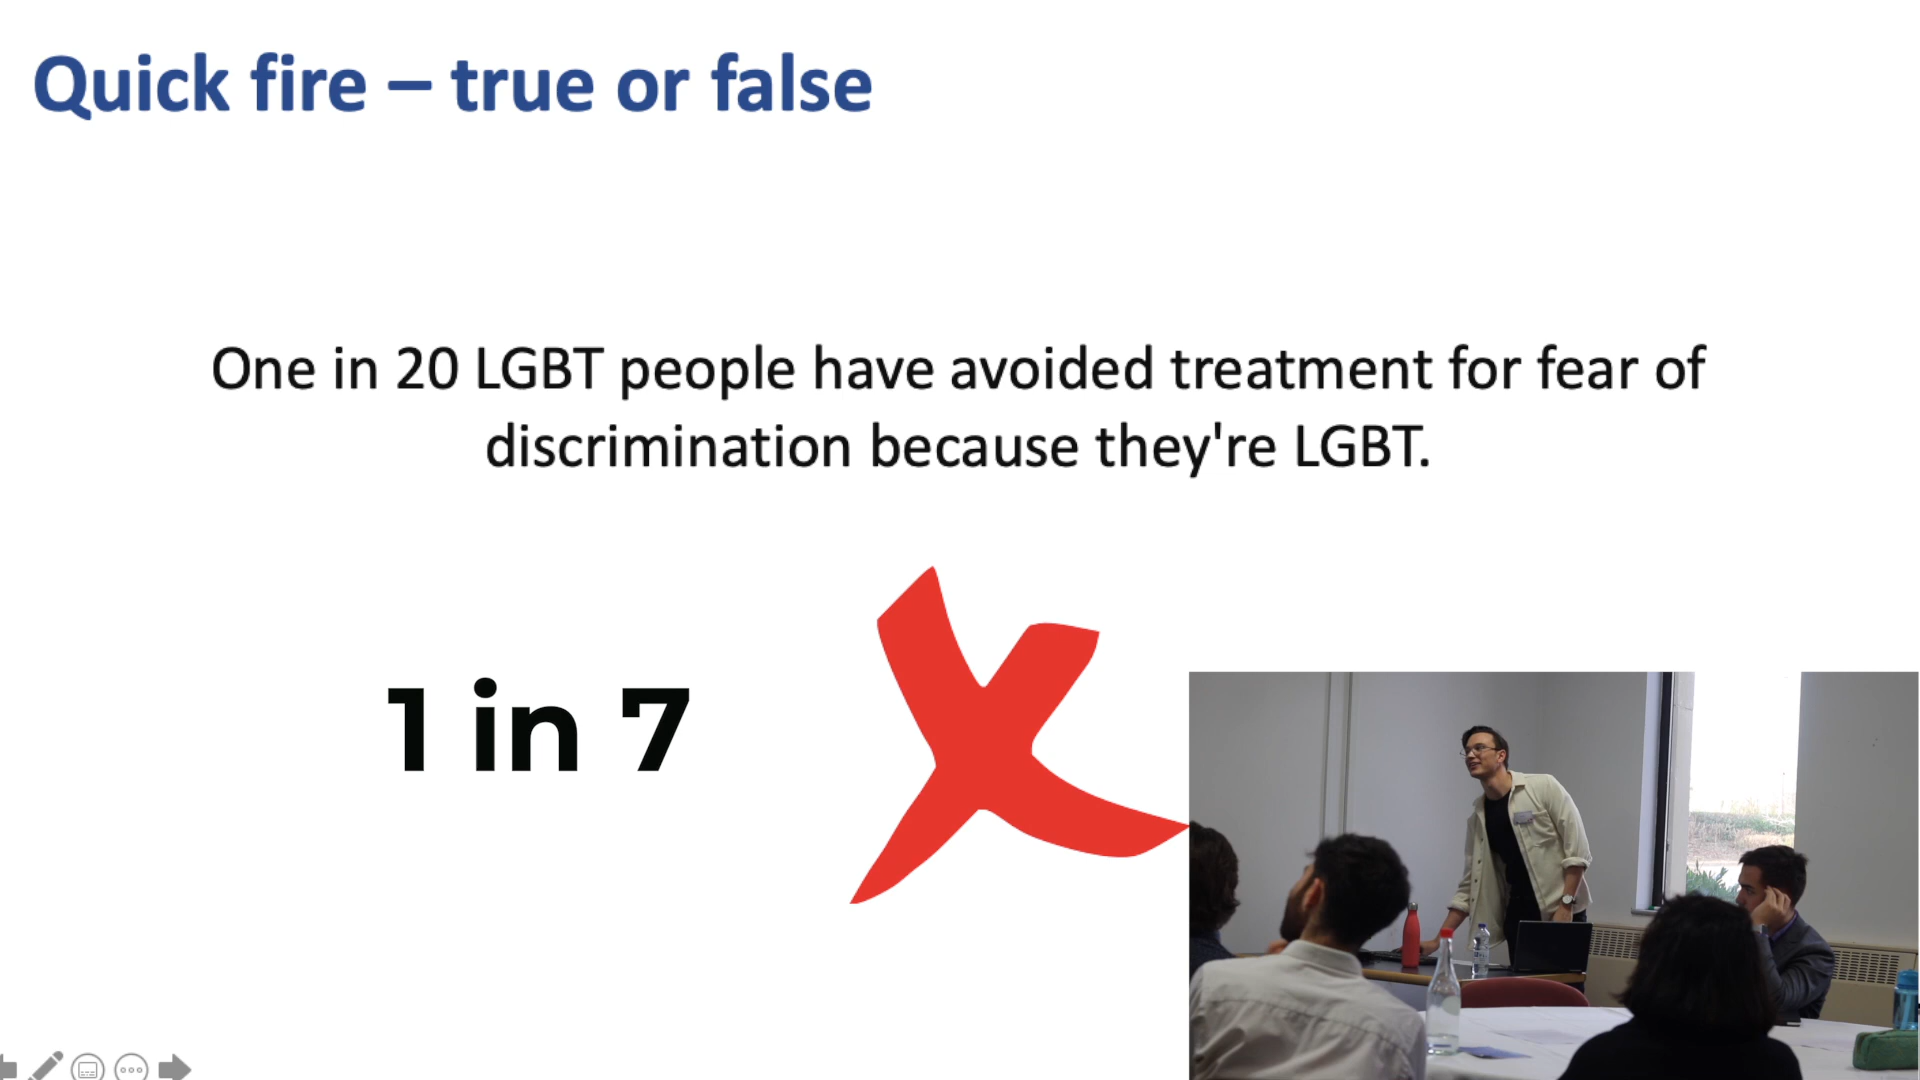 Quick fire – true or false
One in 20 LGBT people have avoided treatment for fear of
discrimination because they're LGBT.
1 in 7